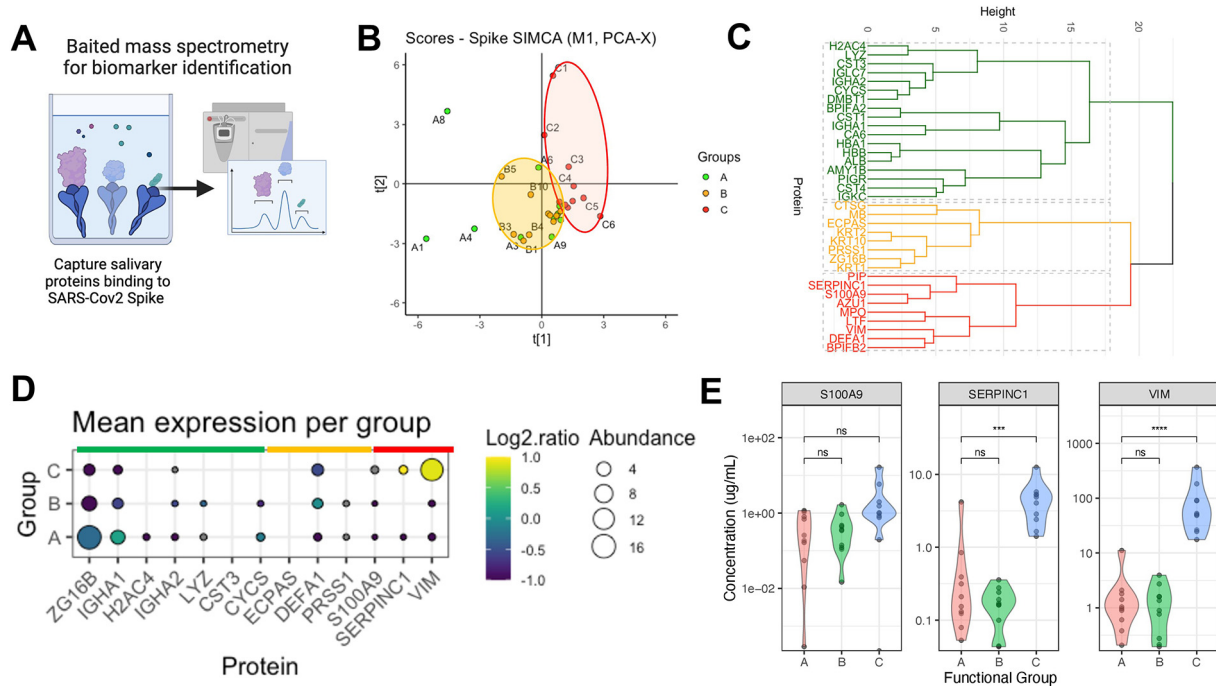 A
Baited mass spectrometry
for biomarker identification
Capture salivary
proteins binding to
SARS-Cov2 Spike
B
Scores - Spike SIMCA (M1, PCA-X)
t[2]
6
3
0
-3
-6
-6
-3
0
3
6
t[1]
C1
A8
C2
A6
C3
B5
C4
B10
C5
C6
B3
B4
A4
A3
B1
A9
A1
Groups
A
B
C
C
Height
0
5
10
15
20
Protein
H2AC4
LYZ
CST3
IGLC7
IGHA2
CYCS
DMBT1
BPIFA2
CST1
IGHA1
CA6
HBA1
HBB
ALB
AMY1B
PIGR
CST4
IGKC
CTSG
MB
ECPAS
KRT2
KRT10
PRSS1
ZG16B
KRT1
PIP
SERPINC1
S100A9
AZU1
MPO
LTF
VIM
DEFA1
BPIFB2
D
Mean expression per group
Group
C
B
A
ZG16B
IGHA1
H2AC4
IGHA2
LYZ
CST3
CYCS
ECPAS
DEFA1
PRSS1
S100A9
SERPINC1
VIM
Protein
Log2.ratio
1.0
0.5
0.0
-0.5
-1.0
Abundance
4
8
12
16
E
Concentration (ug/mL)
S100A9
ns
ns
1e+02
1e+00
1e-02
A
B
C
SERPINC1
***
ns
10.0
1.0
0.1
A
B
C
VIM
****
ns
1000
100
10
1
A
B
C
Functional Group